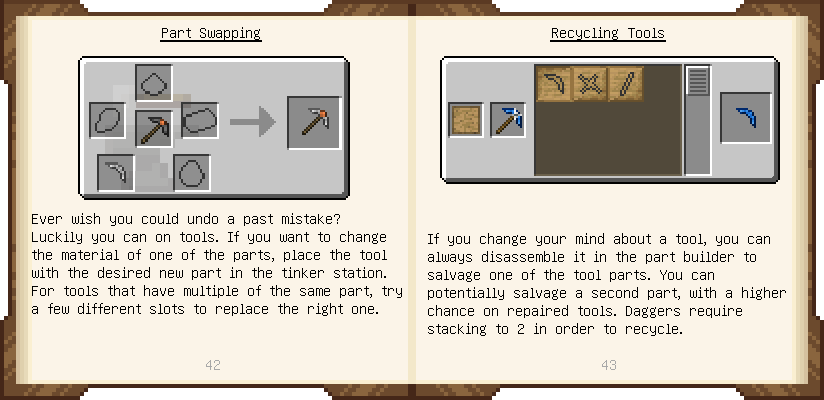 Part Swapping
Ever wish you could undo a past mistake?
Luckily you can on tools. If you want to change
the material of one of the parts, place the tool
with the desired new part in the tinker station.
For tools that have multiple of the same part, try
a few different slots to replace the right one.
42
Recycling Tools
If you change your mind about a tool, you can
always disassemble it in the part builder to
salvage one of the tool parts. You can
potentially salvage a second part, with a higher
chance on repaired tools. Daggers require
stacking to 2 in order to recycle.
43